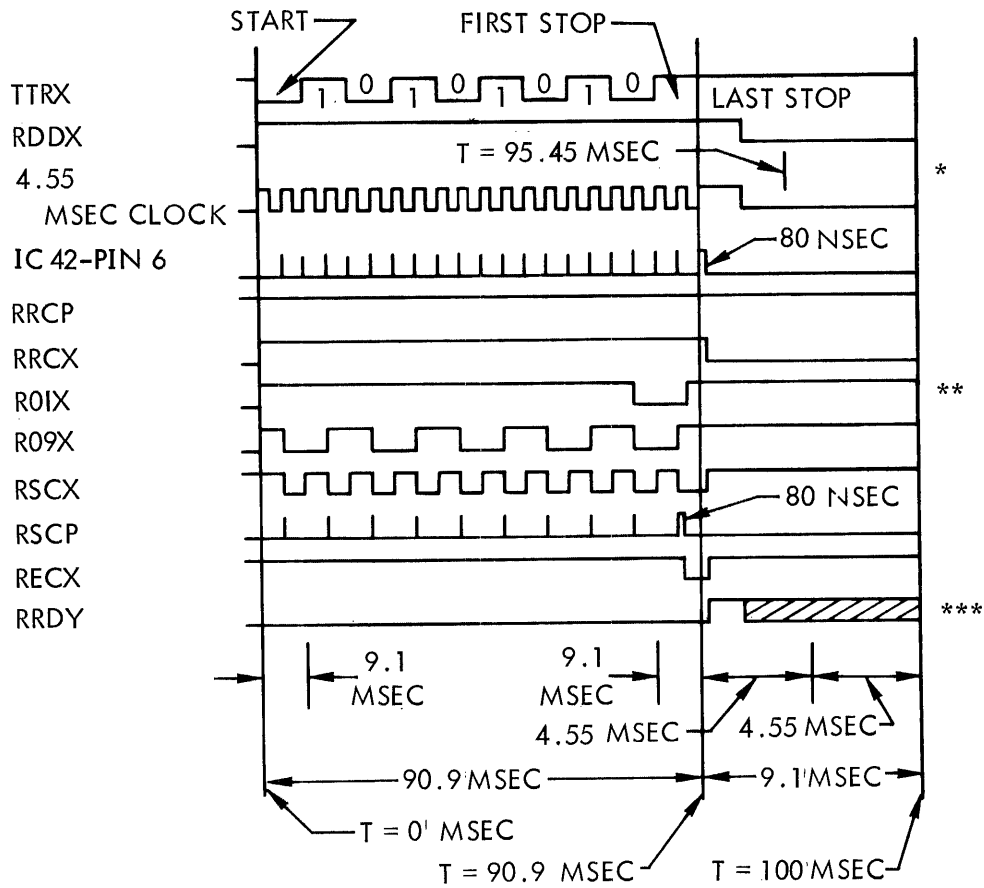 START
FIRST STOP
TTRX
1 0 1 0 1 0 1 0
LAST STOP
RDDX
T = 95.45 MSEC
*
4.55
MSEC CLOCK
80 NSEC
IC 42-PIN 6
RRCP
RRCX
R0IX
**
R09X
RSCX
80 NSEC
RSCP
RECX
RRDY
***
9.1
MSEC
9.1
MSEC
4.55 MSEC
4.55 MSEC
90.9 MSEC
9.1 MSEC
T = 0' MSEC
T = 90.9 MSEC
T = 100 MSEC